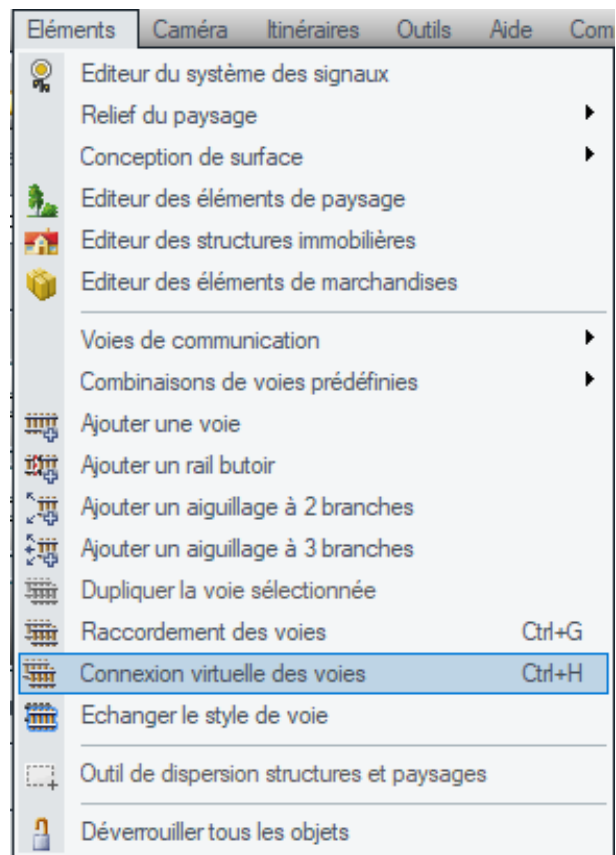 Eléments Caméra Itinéraires Outils Aide Com
Editeur du système des signaux
Relief du paysage
Conception de surface
Editeur des éléments de paysage
Editeur des structures immobilières
Editeur des éléments de marchandises
Voies de communication
Combinaisons de voies prédéfinies
Ajouter une voie
Ajouter un rail butoir
Ajouter un aiguillage à 2 branches
Ajouter un aiguillage à 3 branches
Dupliquer la voie sélectionnée
Raccordement des voies Ctrl+G
Connexion virtuelle des voies Ctrl+H
Echanger le style de voie
Outil de dispersion structures et paysages
Déverrouiller tous les objets